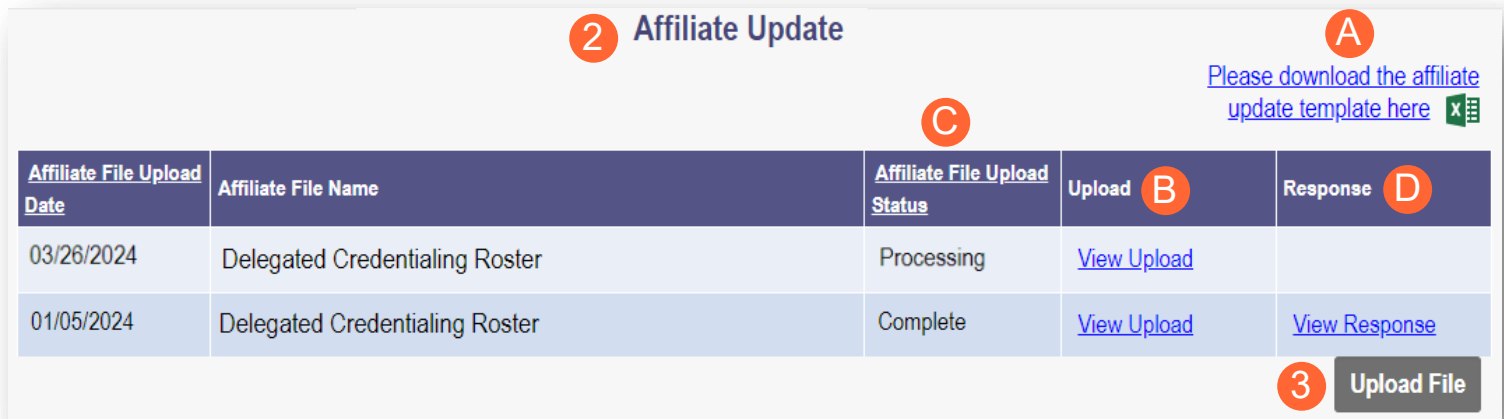 2 Affiliate Update
A
Please download the affiliate
update template here
C
Affiliate File Upload
Date
Affiliate File Name
Affiliate File Upload
Status
Upload B
Response D
03/26/2024 Delegated Credentialing Roster Processing View Upload
01/05/2024 Delegated Credentialing Roster Complete View Upload View Response
3 Upload File